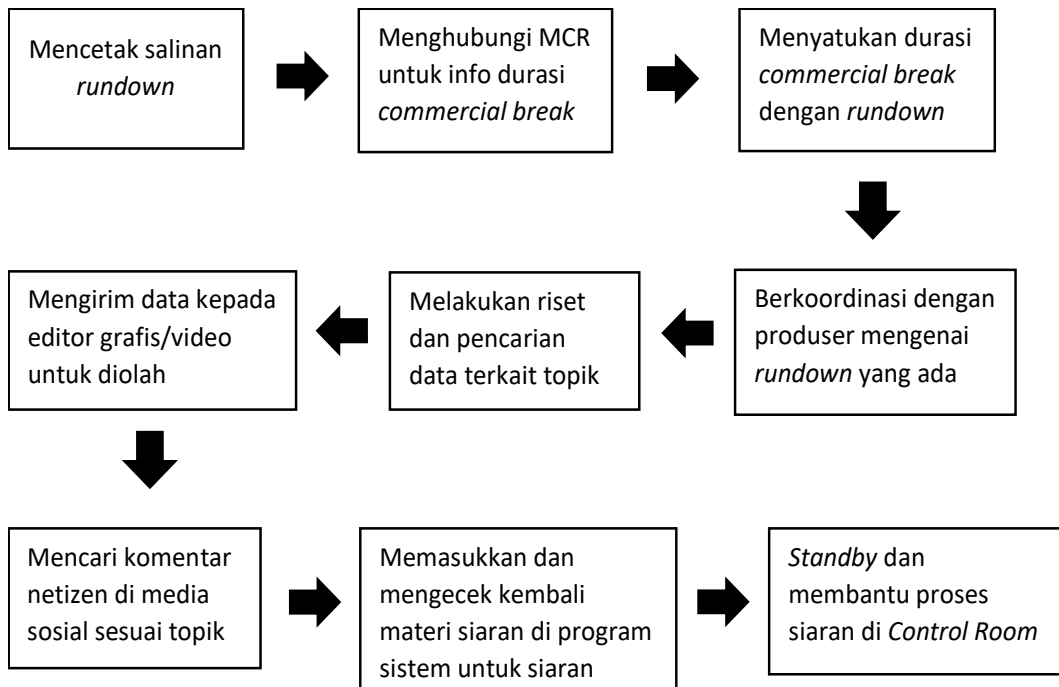 Mencetak salinan
rundown
Menghubungi MCR
untuk info durasi
commercial break
Menyatukan durasi
commercial break
dengan rundown
Berkoordinasi dengan
produser mengenai
rundown yang ada
Melakukan riset
dan pencarian
data terkait topik
Mengirim data kepada
editor grafis/video
untuk diolah
Mencari komentar
netizen di media
sosial sesuai topik
Memasukkan dan
mengecek kembali
materi siaran di program
sistem untuk siaran
Standby dan
membantu proses
siaran di Control Room